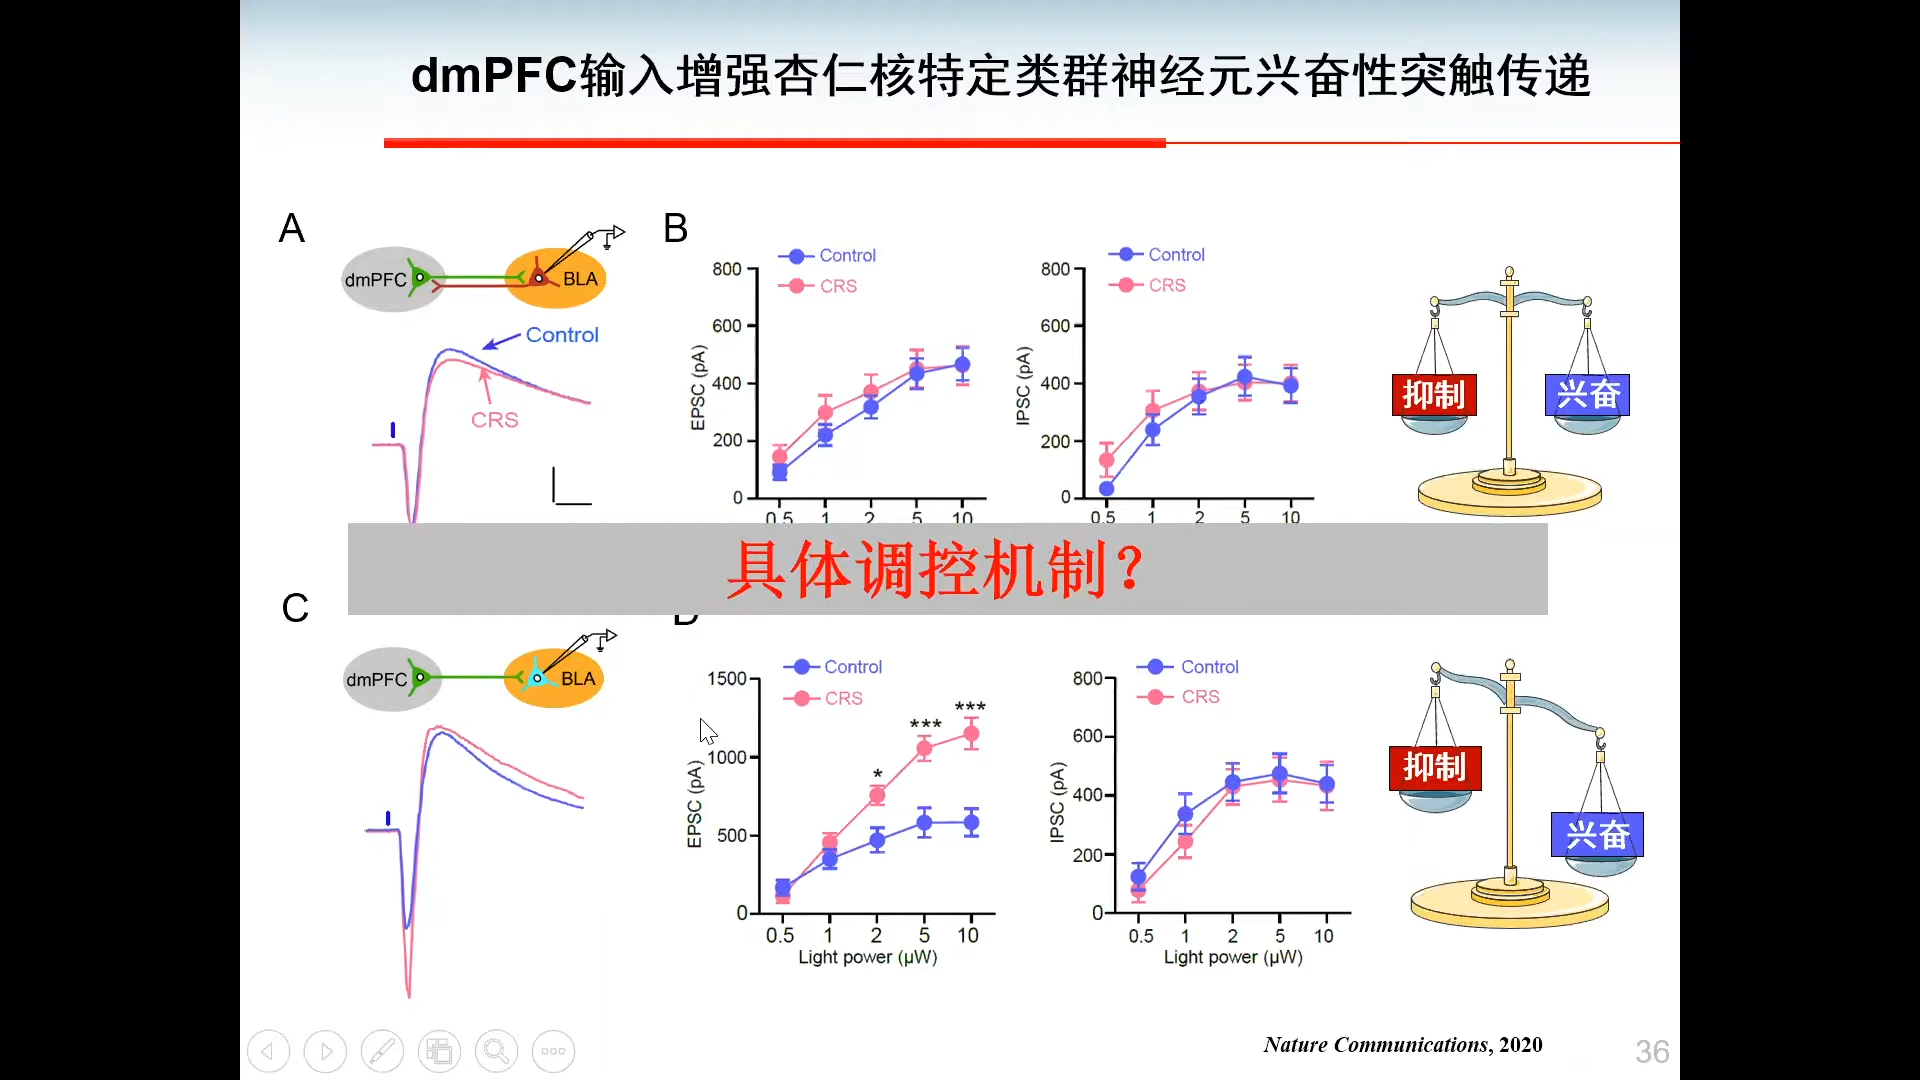 dmPFC输入增强杏仁核特定类群神经元兴奋性突触传递
A
dmPFC
BLA
Control
CRS
B
Control
CRS
800
600
400
200
0
EPSC (pA)
0.5 1 2 5 10
Control
CRS
800
600
400
200
0
IPSC (pA)
0.5 1 2 5 10
抑制
兴奋
具体调控机制？
C
dmPFC
BLA
D
Control
CRS
1500
1000
500
0
EPSC (pA)
*
***
***
0.5 1 2 5 10
Light power (μW)
Control
CRS
800
600
400
200
0
IPSC (pA)
0.5 1 2 5 10
Light power (μW)
抑制
兴奋
Nature Communications, 2020
36